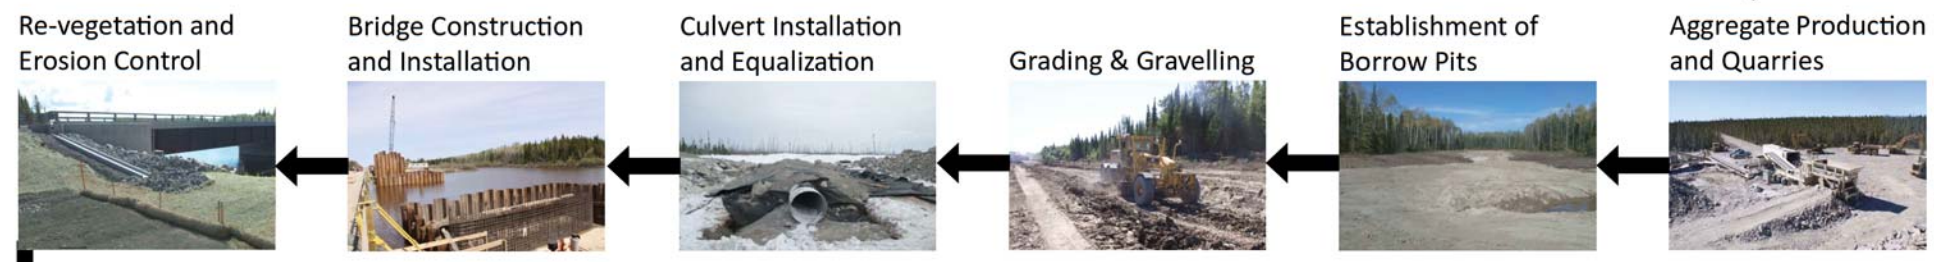 Re-vegetation and
Erosion Control
Bridge Construction
and Installation
Culvert Installation
and Equalization
Grading & Gravelling
Establishment of
Borrow Pits
Aggregate Production
and Quarries